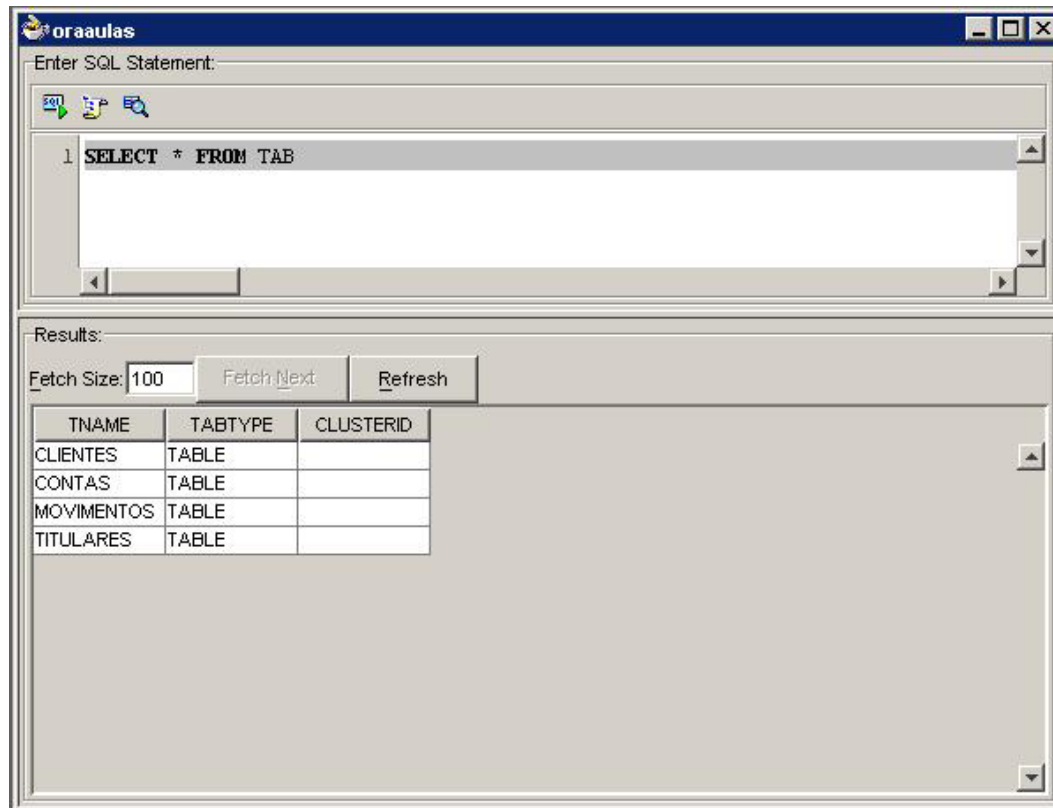 oraaulas
Enter SQL Statement:
SQL
1 SELECT * FROM TAB
Results:
Fetch Size: 100 Fetch Next Refresh
TNAME TABTYPE CLUSTERID
CLIENTES TABLE
CONTAS TABLE
MOVIMENTOS TABLE
TITULARES TABLE